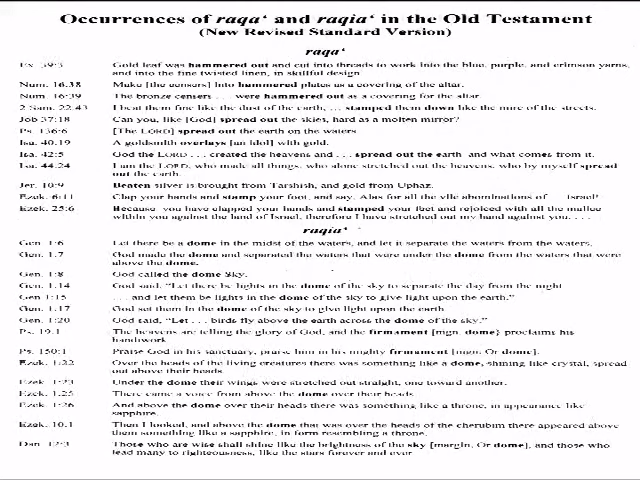 Occurrences of raqa‘ and raqia‘ in the Old Testament
(New Revised Standard Version)
raqa‘
Ex. 39:3 Gold leaf was hammered out and cut into threads to work into the blue, purple, and crimson yarns,
and into the fine twisted linen, in skillful design
Num. 16:38 Make [the censers] into hammered plates as a covering of the altar.
Num. 16:39 The bronze censers . . . were hammered out as a covering for the altar
2 Sam. 22:43 I beat them fine like the dust of the earth, ... stamped them down like the mire of the streets.
Job 37:18 Can you, like [God] spread out the skies, hard as a molten mirror?
Ps. 136:6 [The LORD] spread out the earth on the waters
Isa. 40:19 A goldsmith overlays [an idol] with gold.
Isa. 42:5 God the LORD . . . created the heavens and . . . spread out the earth and what comes from it.
Isa. 44:24 I am the LORD, who made all things, who alone stretched out the heavens, who by myself spread
out the earth.
Jer. 10:9 Beaten silver is brought from Tarshish, and gold from Uphaz.
Ezek. 6:11 Clap your hands and stamp your foot, and say, Alas for all the vile abominations of ... Israel!
Ezek. 25:6 Because you have clapped your hands and stamped your feet and rejoiced with all the malice
within you against the land of Israel, therefore I have stretched out my hand against you. . . .
raqia‘
Gen. 1:6 Let there be a dome in the midst of the waters, and let it separate the waters from the waters.
Gen. 1:7 God made the dome and separated the waters that were under the dome from the waters that were
above the dome.
Gen. 1:8 God called the dome Sky.
Gen. 1:14 God said, "Let there be lights in the dome of the sky to separate the day from the night
Gen 1:15 . . . and let them be lights in the dome of the sky to give light upon the earth."
Gen. 1:17 God set them in the dome of the sky to give light upon the earth
Gen. 1:20 God said, "Let . . . birds fly above the earth across the dome of the sky."
Ps. 19:1 The heavens are telling the glory of God, and the firmament [mgn. dome} proclaims his
handiwork
Ps. 150:1 Praise God in his sanctuary, praise him in his mighty firmament [mgn. Or dome].
Ezek. 1:22 Over the heads of the living creatures there was something like a dome, shining like crystal, spread
out above their heads
Ezek. 1:23 Under the dome their wings were stretched out straight, one toward another.
Ezek. 1:25 There came a voice from above the dome over their heads
Ezek. 1:26 And above the dome over their heads there was something like a throne, in appearance like
sapphire.
Ezek. 10:1 Then I looked, and above the dome that was over the heads of the cherubim there appeared above
them something like a sapphire, in form resembling a throne.
Dan. 12:3 Those who are wise shall shine like the brightness of the sky [margin, Or dome], and those who
lead many to righteousness, like the stars forever and ever